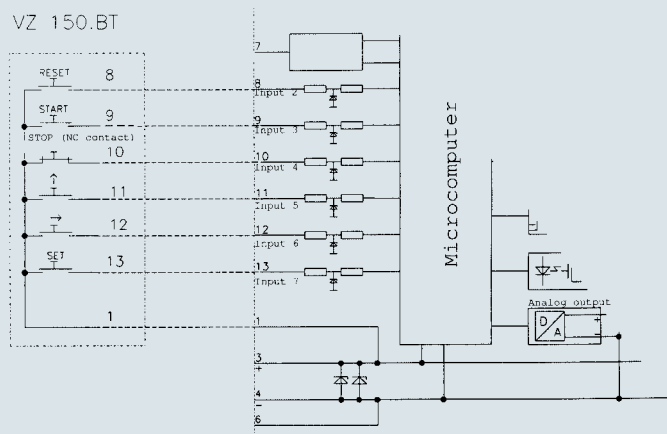 VZ 150.BT
RESET 8
START 9
STOP (NC contact)
10
↑ 11
→ 12
SET 13
1
7
8
Input 2
9
Input 3
10
Input 4
11
Input 5
12
Input 6
13
Input 7
1
3
+
4
−
6
Microcomputer
Analog output
D
A
+
−